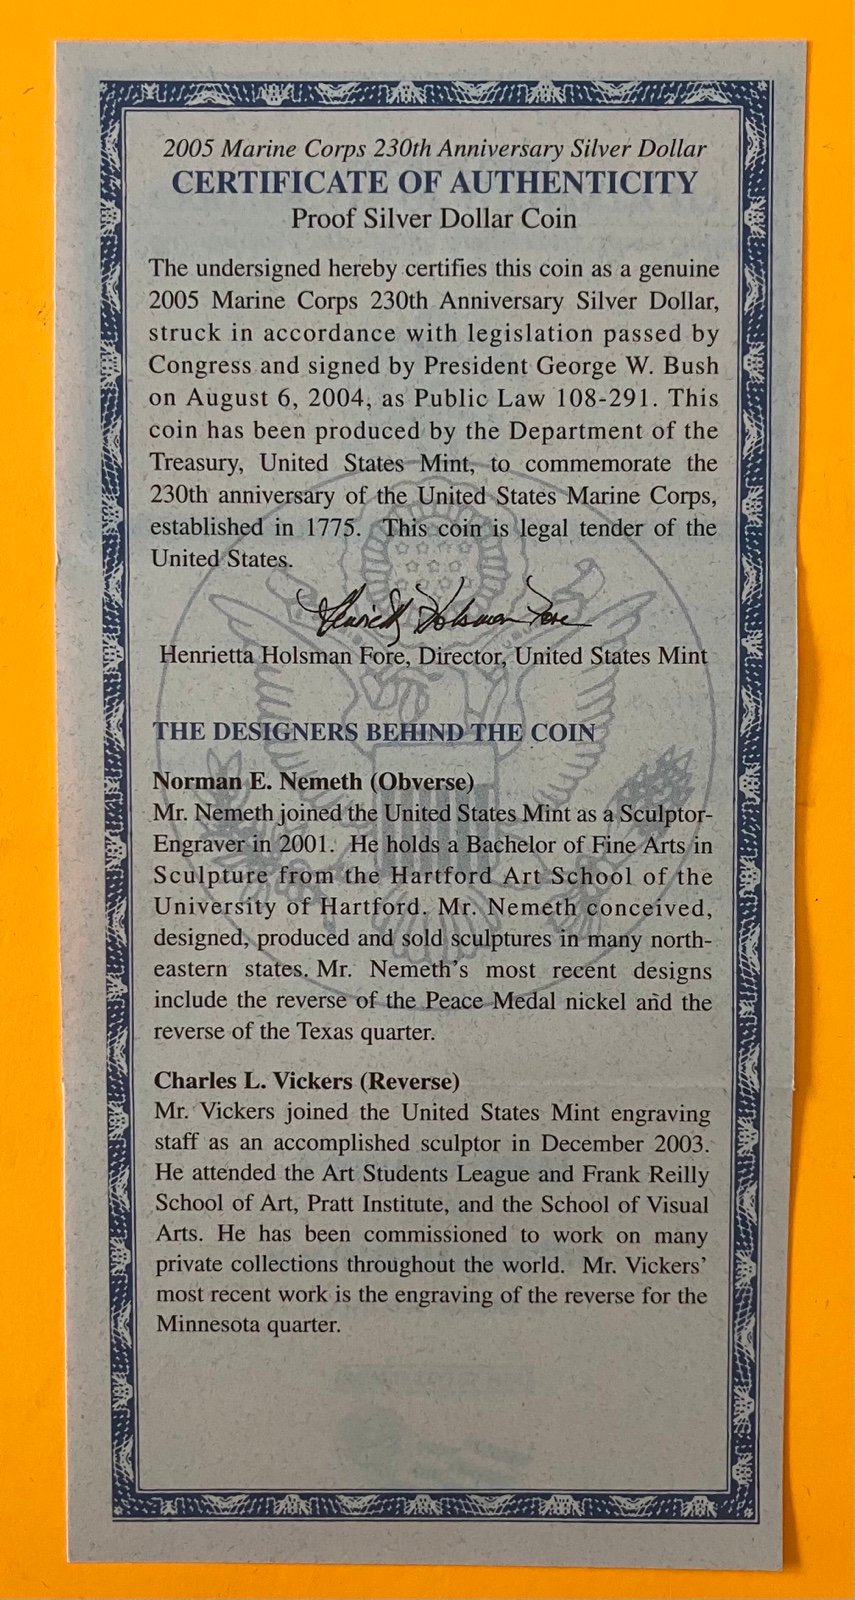 2005 Marine Corps 230th Anniversary Silver Dollar
CERTIFICATE OF AUTHENTICITY
Proof Silver Dollar Coin
The undersigned hereby certifies this coin as a genuine
2005 Marine Corps 230th Anniversary Silver Dollar,
struck in accordance with legislation passed by
Congress and signed by President George W. Bush
on August 6, 2004, as Public Law 108-291. This
coin has been produced by the Department of the
Treasury, United States Mint, to commemorate the
230th anniversary of the United States Marine Corps,
established in 1775. This coin is legal tender of the
United States.
Henrietta Holsman Fore
Henrietta Holsman Fore, Director, United States Mint
THE DESIGNERS BEHIND THE COIN
Norman E. Nemeth (Obverse)
Mr. Nemeth joined the United States Mint as a Sculptor-
Engraver in 2001. He holds a Bachelor of Fine Arts in
Sculpture from the Hartford Art School of the
University of Hartford. Mr. Nemeth conceived,
designed, produced and sold sculptures in many north-
eastern states. Mr. Nemeth's most recent designs
include the reverse of the Peace Medal nickel and the
reverse of the Texas quarter.
Charles L. Vickers (Reverse)
Mr. Vickers joined the United States Mint engraving
staff as an accomplished sculptor in December 2003.
He attended the Art Students League and Frank Reilly
School of Art, Pratt Institute, and the School of Visual
Arts. He has been commissioned to work on many
private collections throughout the world. Mr. Vickers'
most recent work is the engraving of the reverse for the
Minnesota quarter.